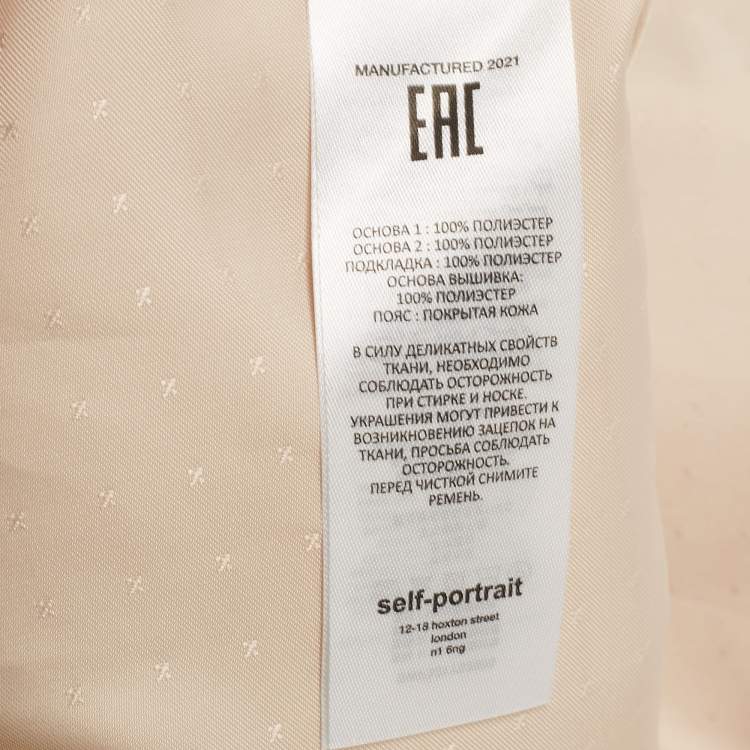 MANUFACTURED 2021
EAC
ОСНОВА 1 : 100% ПОЛИЭСТЕР
ОСНОВА 2 : 100% ПОЛИЭСТЕР
ПОДКЛАДКА : 100% ПОЛИЭСТЕР
ОСНОВА ВЫШИВКА:
100% ПОЛИЭСТЕР
ПОЯС : ПОКРЫТАЯ КОЖА
В СИЛУ ДЕЛИКАТНЫХ СВОЙСТВ
ТКАНИ, НЕОБХОДИМО
СОБЛЮДАТЬ ОСТОРОЖНОСТЬ
ПРИ СТИРКЕ И НОСКЕ.
УКРАШЕНИЯ МОГУТ ПРИВЕСТИ К
ВОЗНИКНОВЕНИЮ ЗАЦЕПОК НА
ТКАНИ, ПРОСЬБА СОБЛЮДАТЬ
ОСТОРОЖНОСТЬ.
ПЕРЕД ЧИСТКОЙ СНИМИТЕ
РЕМЕНЬ.
self-portrait
12-18 hoxton street
london
n1 6ng